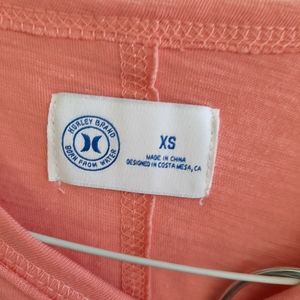 HURLEY BRAND
BORN FROM WATER
XS
MADE IN CHINA
DESIGNED IN COSTA MESA, CA